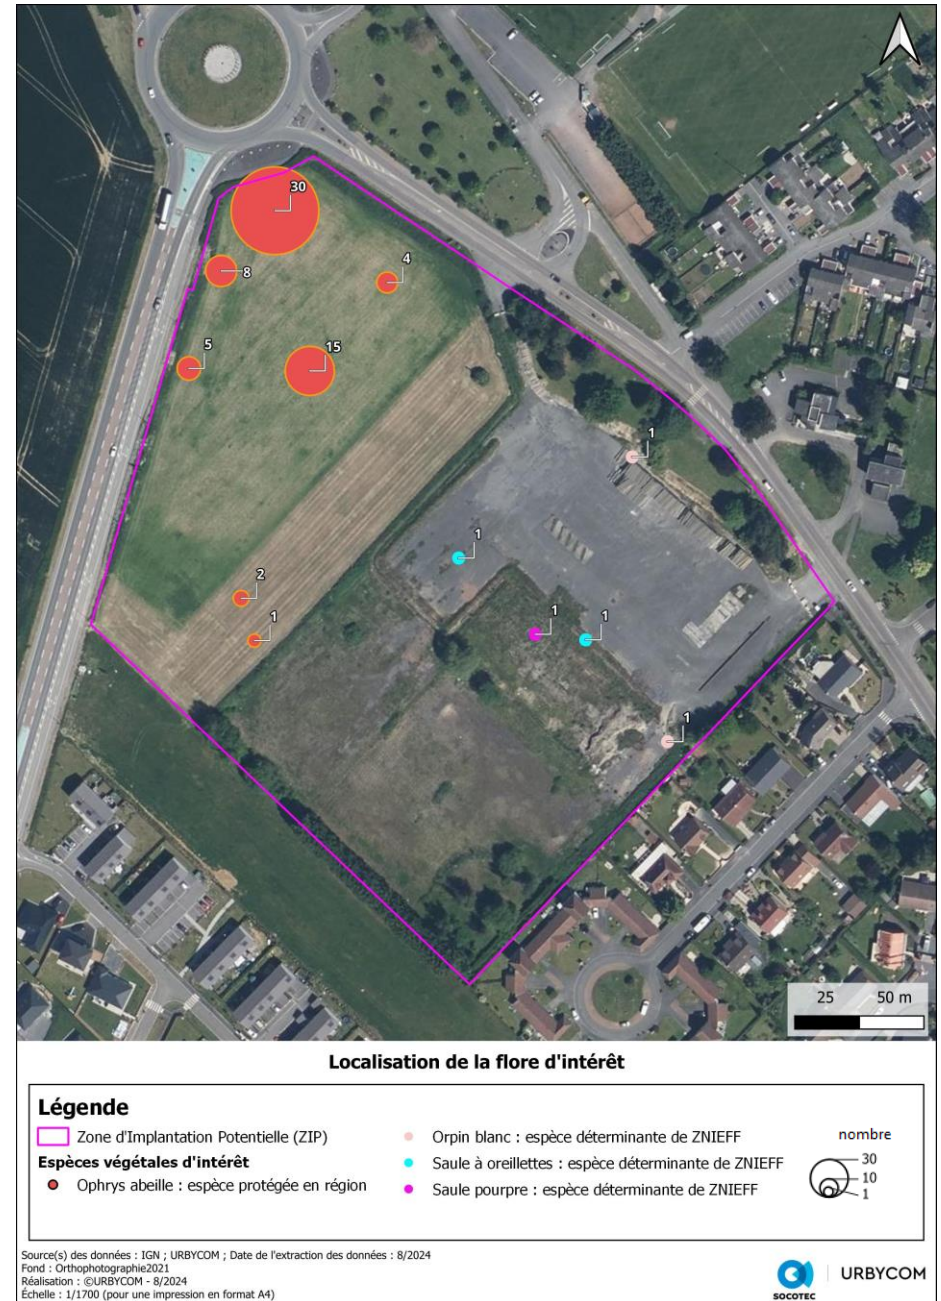 30
8
4
5
15
1
1
2
1
1
1
1
25 50 m
Localisation de la flore d'intérêt
Légende
Zone d'Implantation Potentielle (ZIP)
Espèces végétales d'intérêt
Ophrys abeille : espèce protégée en région
Orpin blanc : espèce déterminante de ZNIEFF
Saule à oreillettes : espèce déterminante de ZNIEFF
Saule pourpre : espèce déterminante de ZNIEFF
nombre
30
10
1
Source(s) des données : IGN ; URBYCOM ; Date de l'extraction des données : 8/2024
Fond : Orthophotographie2021
Réalisation : ©URBYCOM - 8/2024
Échelle : 1/1700 (pour une impression en format A4)
SOCOTEC
URBYCOM